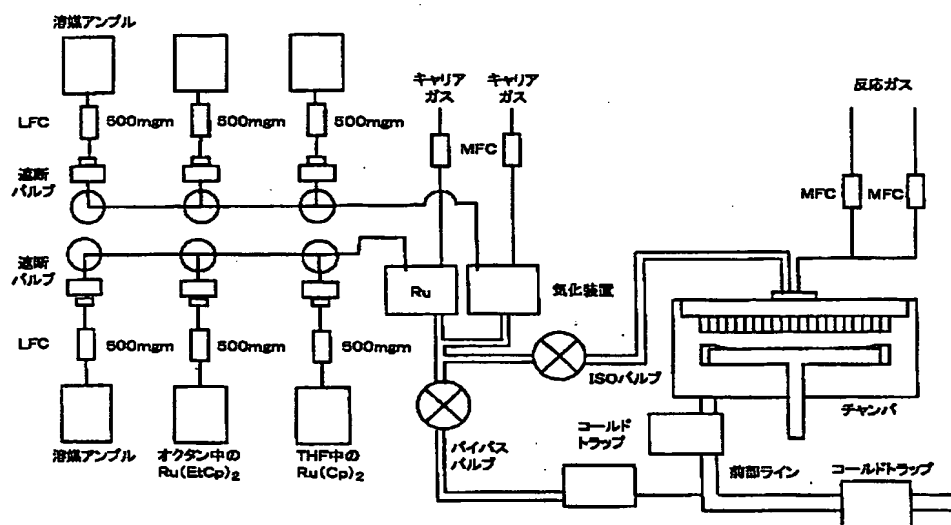 溶媒アンプル
LFC
500mgm
500mgm
500mgm
遮断
バルブ
キャリア
ガス
キャリア
ガス
MFC
反応ガス
MFC
MFC
遮断
バルブ
LFC
500mgm
500mgm
500mgm
溶媒アンプル
オクタン中の
Ru(EtCp)2
THF中の
Ru(Cp)2
Ru
気化装置
ISOバルブ
バイパス
バルブ
コールド
トラップ
チャンバ
前部ライン
コールドトラップ